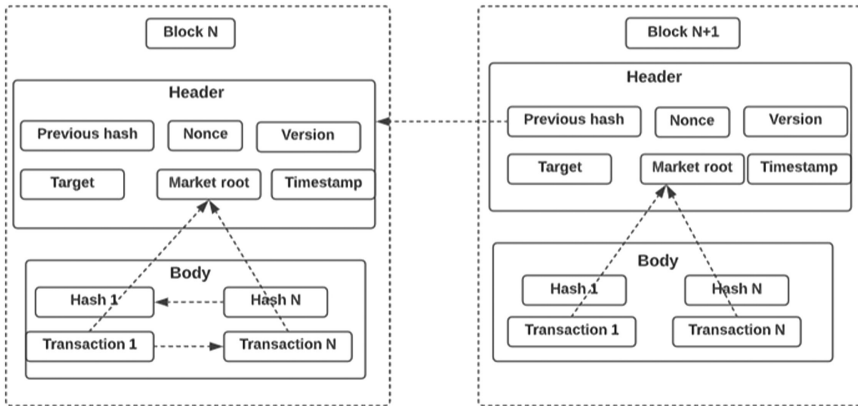 Block N
Header
Previous hash
Nonce
Version
Target
Market root
Timestamp
Body
Hash 1
Hash N
Transaction 1
Transaction N
Block N+1
Header
Previous hash
Nonce
Version
Target
Market root
Timestamp
Body
Hash 1
Hash N
Transaction 1
Transaction N